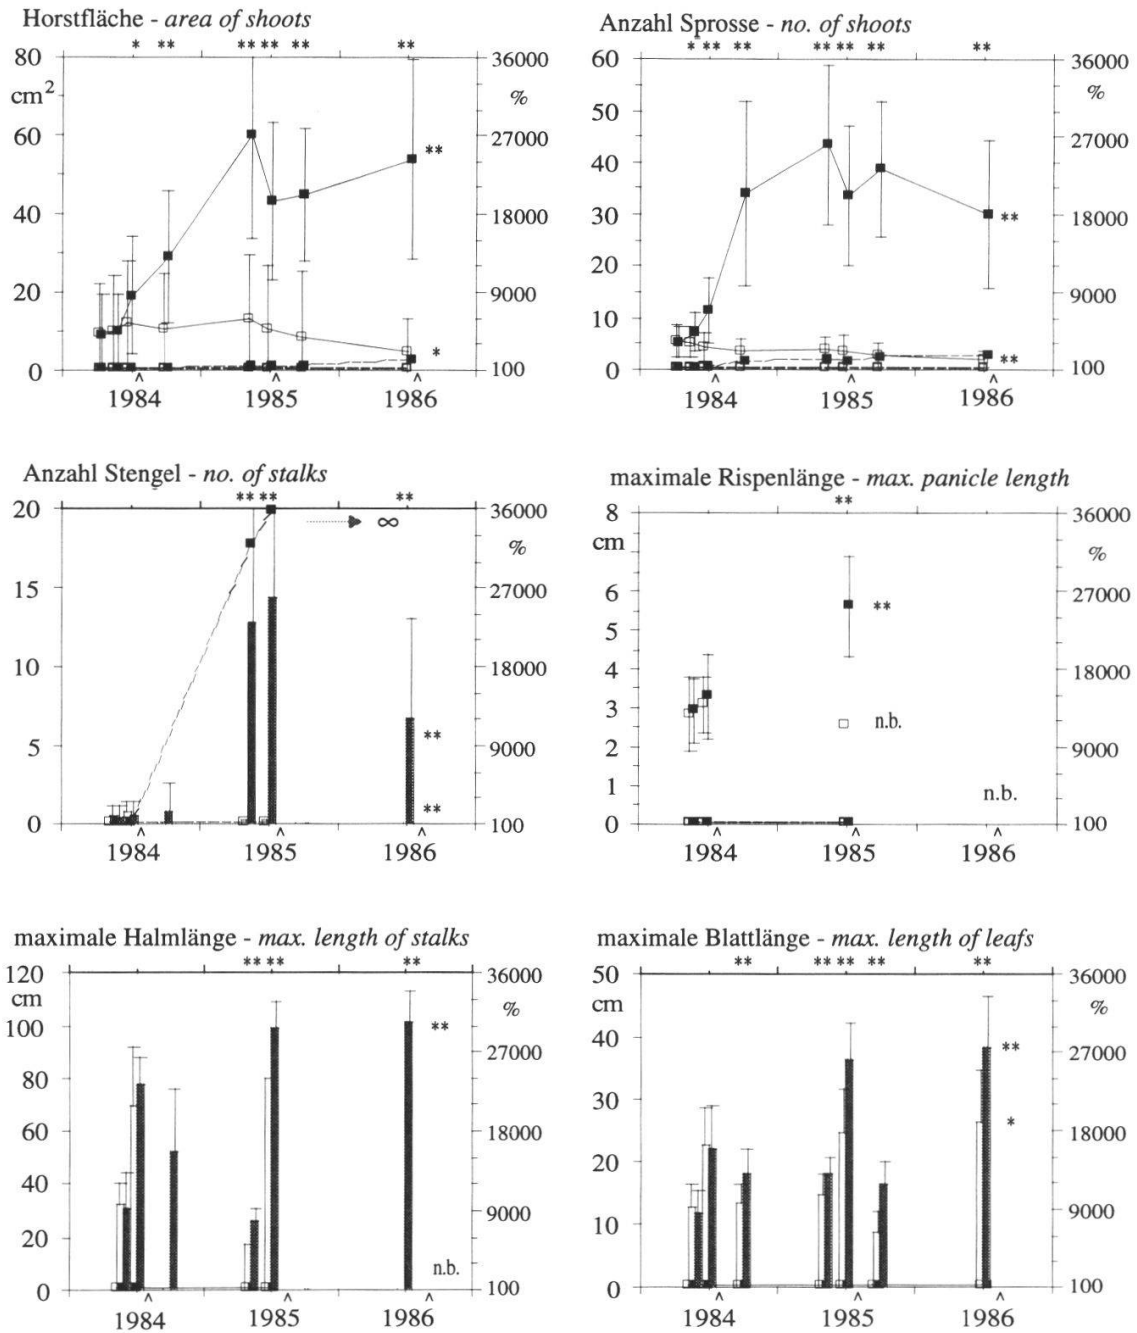 Horstfläche - area of shoots
* ** ** ** ** **
80 36000
cm² %
60 27000
**
40 18000
20 9000
*
0 100
^ ^ ^
1984 1985 1986
Anzahl Sprosse - no. of shoots
* ** ** ** ** ** **
60 36000
%
50
27000
40
30 18000
**
20
9000
10
**
0 100
^ ^ ^
1984 1985 1986
Anzahl Stengel - no. of stalks
** ** **
20 36000
∞
%
15 27000
10 18000
**
5 9000
**
0 100
^ ^ ^
1984 1985 1986
maximale Rispenlänge - max. panicle length
**
8 36000
cm %
6 27000
**
5
4 18000
3
n.b.
2 9000
1
n.b.
0 100
^ ^ ^
1984 1985 1986
maximale Halmlänge - max. length of stalks
** ** **
120 36000
cm %
100 **
27000
80
60 18000
40
9000
20
n.b.
0 100
^ ^ ^
1984 1985 1986
maximale Blattlänge - max. length of leafs
** ** ** ** **
50 36000
cm %
40
** 27000
30
*
18000
20
9000
10
0 100
^ ^ ^
1984 1985 1986